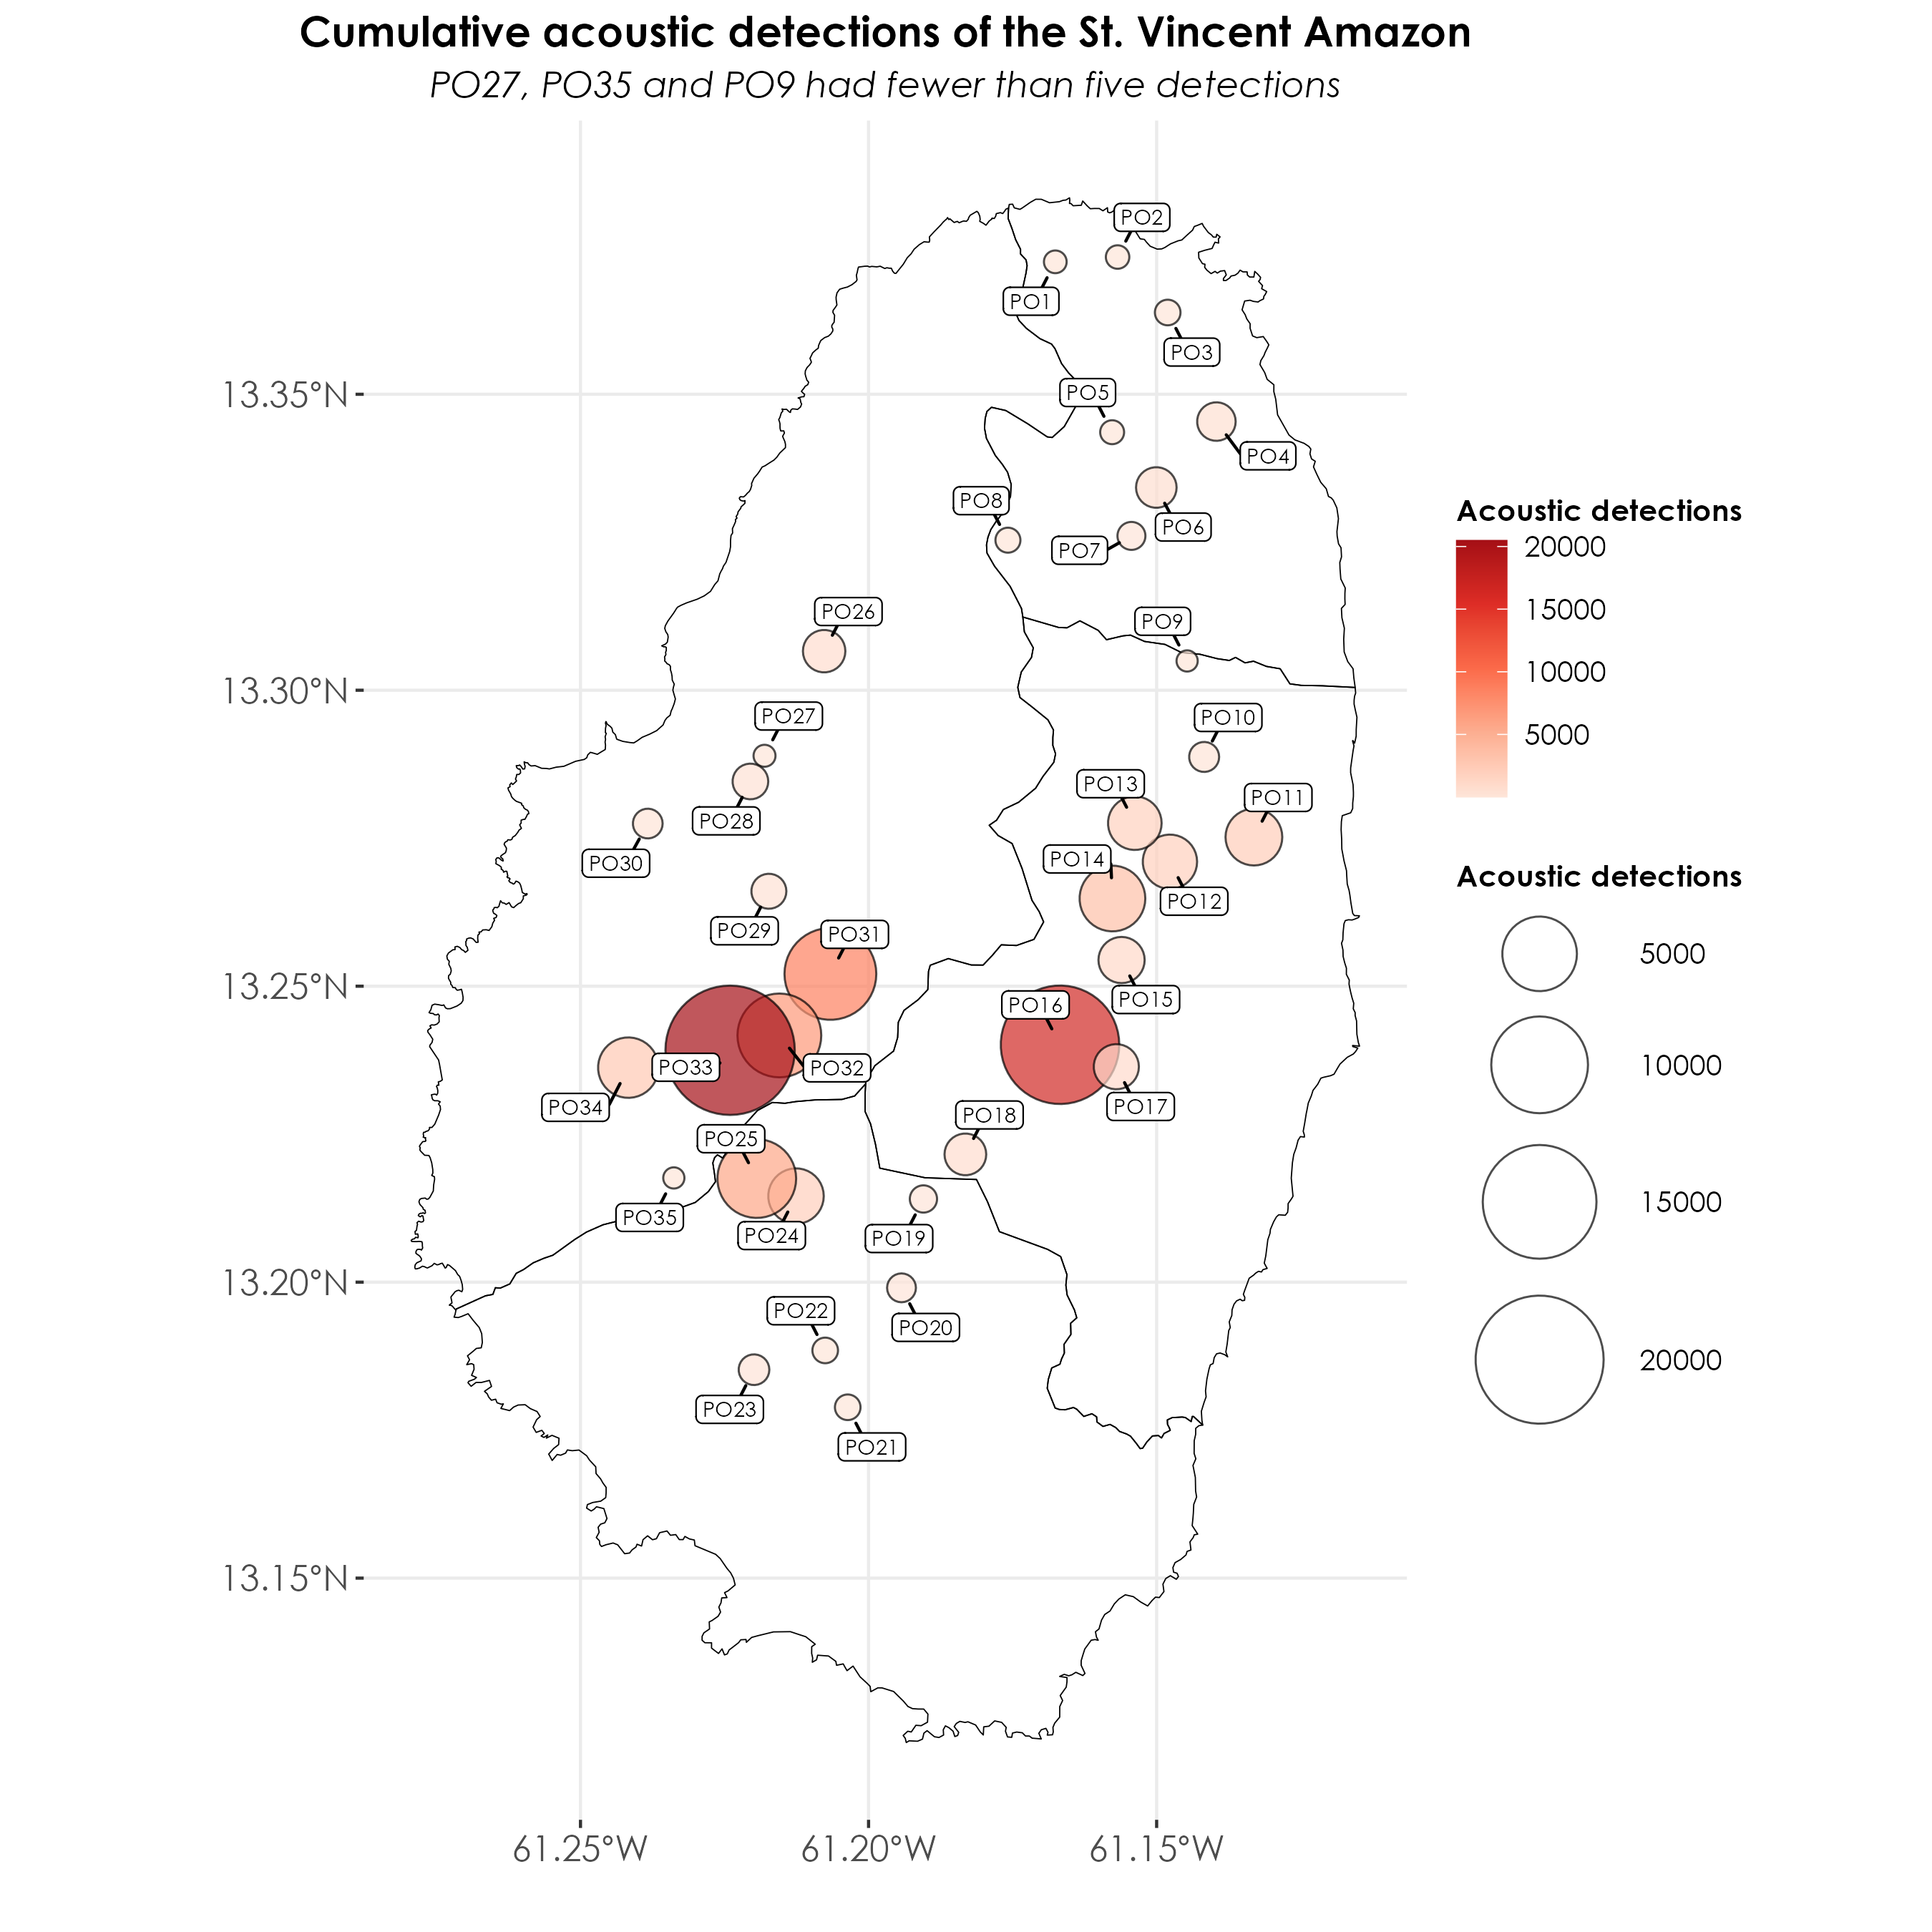 Cumulative acoustic detections of the St. Vincent Amazon
PO27, PO35 and PO9 had fewer than five detections
PO2
PO1
PO3
13.35°N
PO5
PO4
PO8
PO6
PO7
PO26
PO9
13.30°N
PO27
PO10
PO13
PO11
PO28
PO30
PO14
PO12
PO29
PO31
13.25°N
PO15
PO16
PO33
PO32
PO34
PO17
PO18
PO25
PO35
PO24
PO19
13.20°N
PO22
PO20
PO23
PO21
13.15°N
61.25°W
61.20°W
61.15°W
Acoustic detections
20000
15000
10000
5000
Acoustic detections
5000
10000
15000
20000